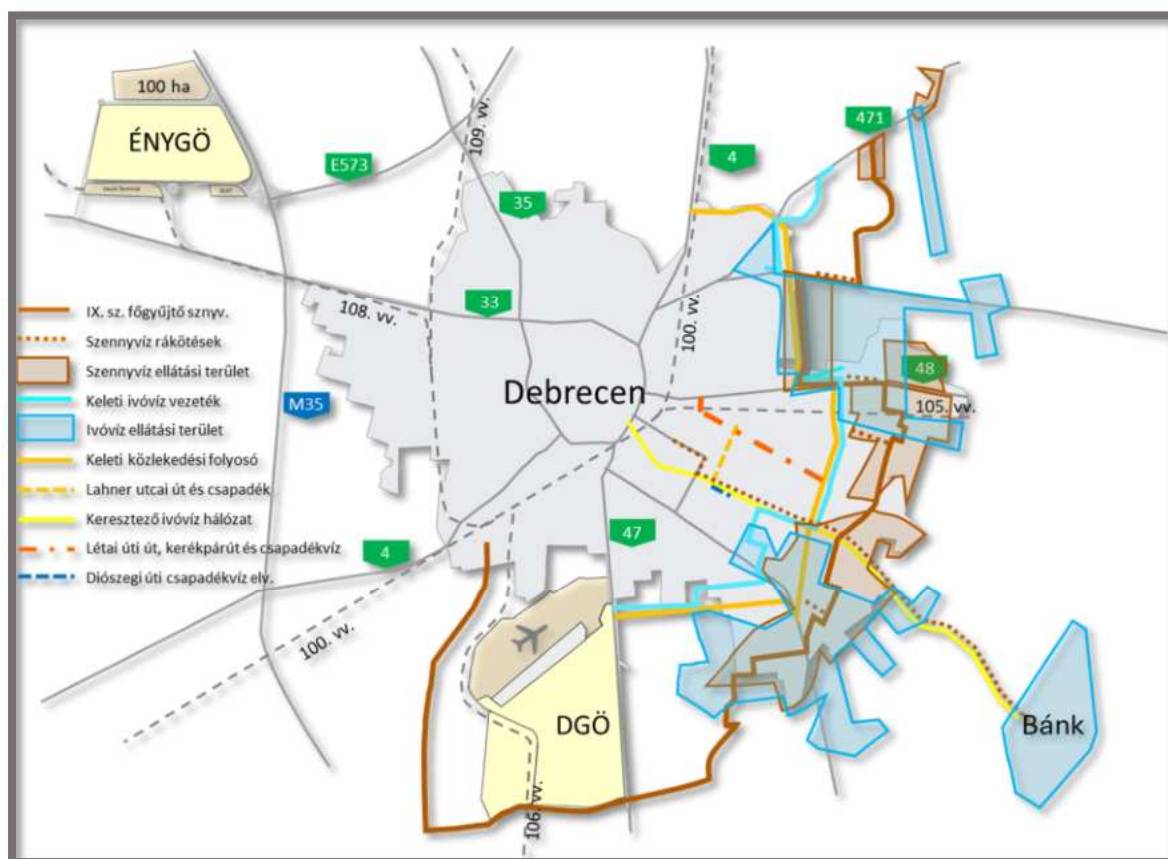 100 ha
ÉNYGÖ
E573
109. vv.
35
4
471
33
108. vv.
100. vv.
Debrecen
48
105. vv.
M35
IX. sz. főgyűjtő sznyv.
Szennyvíz rákötések
Szennyvíz ellátási terület
Keleti ivóvíz vezeték
Ivóvíz ellátási terület
Keleti közlekedési folyosó
Lahner utcai út és csapadék
Keresztező ivóvíz hálózat
Létai úti út, kerékpárút és csapadékvíz
Diószegi úti csapadékvíz elv.
4
47
100. vv.
DGÖ
Bánk
106. vv.